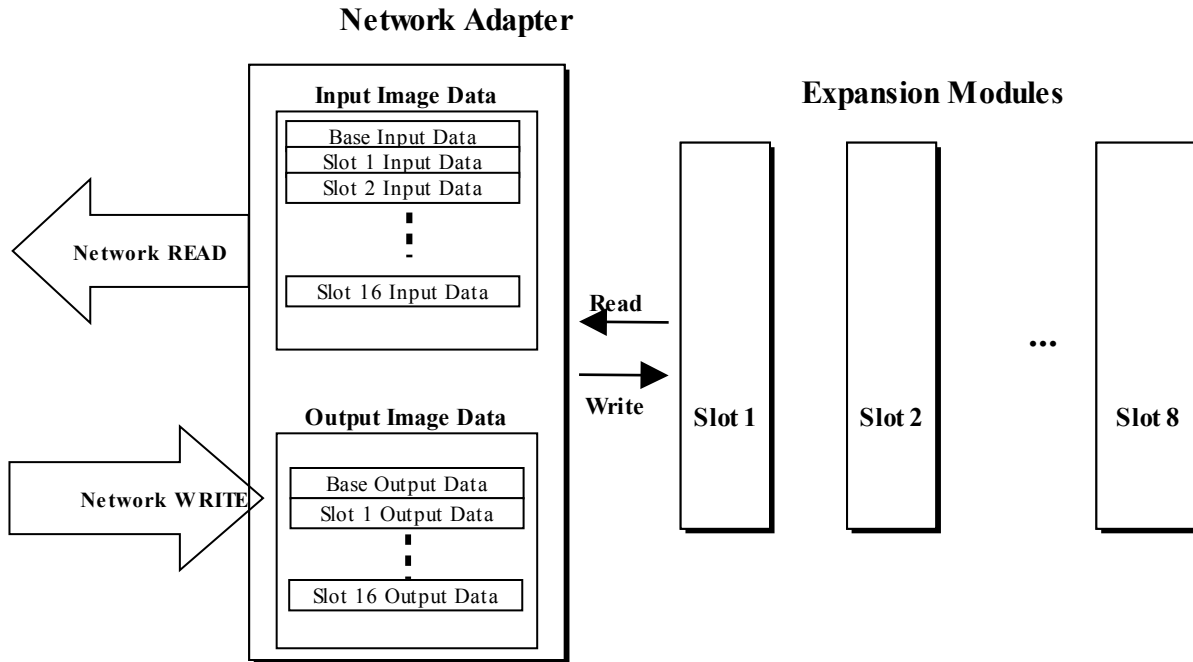 Network Adapter
Input Image Data
Base Input Data
Slot 1 Input Data
Slot 2 Input Data
Slot 16 Input Data
Network READ
Output Image Data
Base Output Data
Slot 1 Output Data
Slot 16 Output Data
Network WRITE
Read
Write
Expansion Modules
Slot 1
Slot 2
...
Slot 8